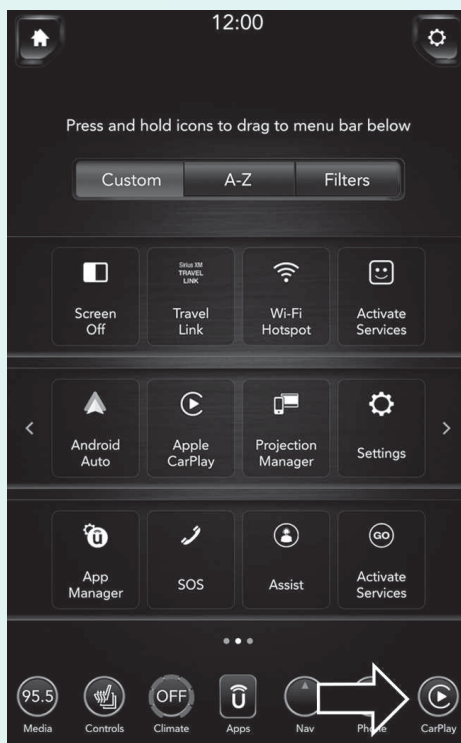 12:00
Press and hold icons to drag to menu bar below
Custom A-Z Filters
Sirius XM
TRAVEL
LINK
Screen Off
Travel Link
Wi-Fi Hotspot
Activate Services
Android Auto
Apple CarPlay
Projection Manager
Settings
u
GO
App Manager
SOS
Assist
Activate Services
95.5
OFF
Media
Controls
Climate
Apps
Nav
CarPlay